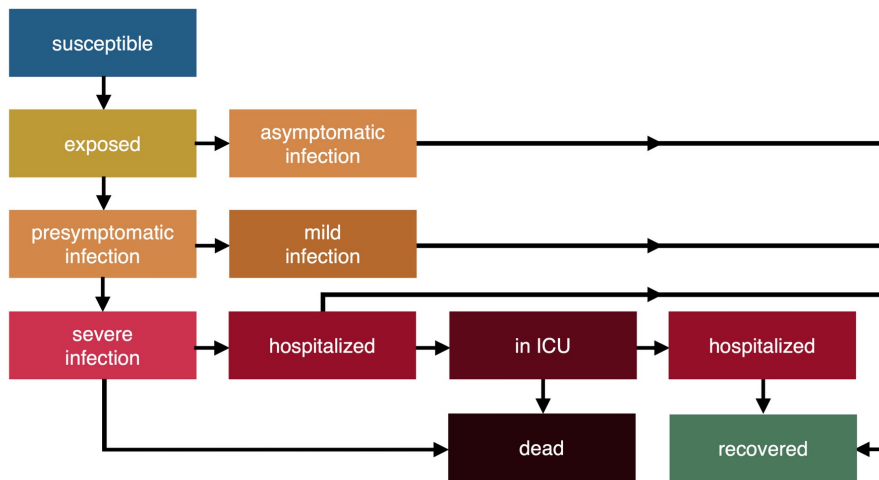 susceptible
exposed
asymptomatic
infection
presymptomatic
infection
mild
infection
severe
infection
hospitalized
in ICU
hospitalized
dead
recovered